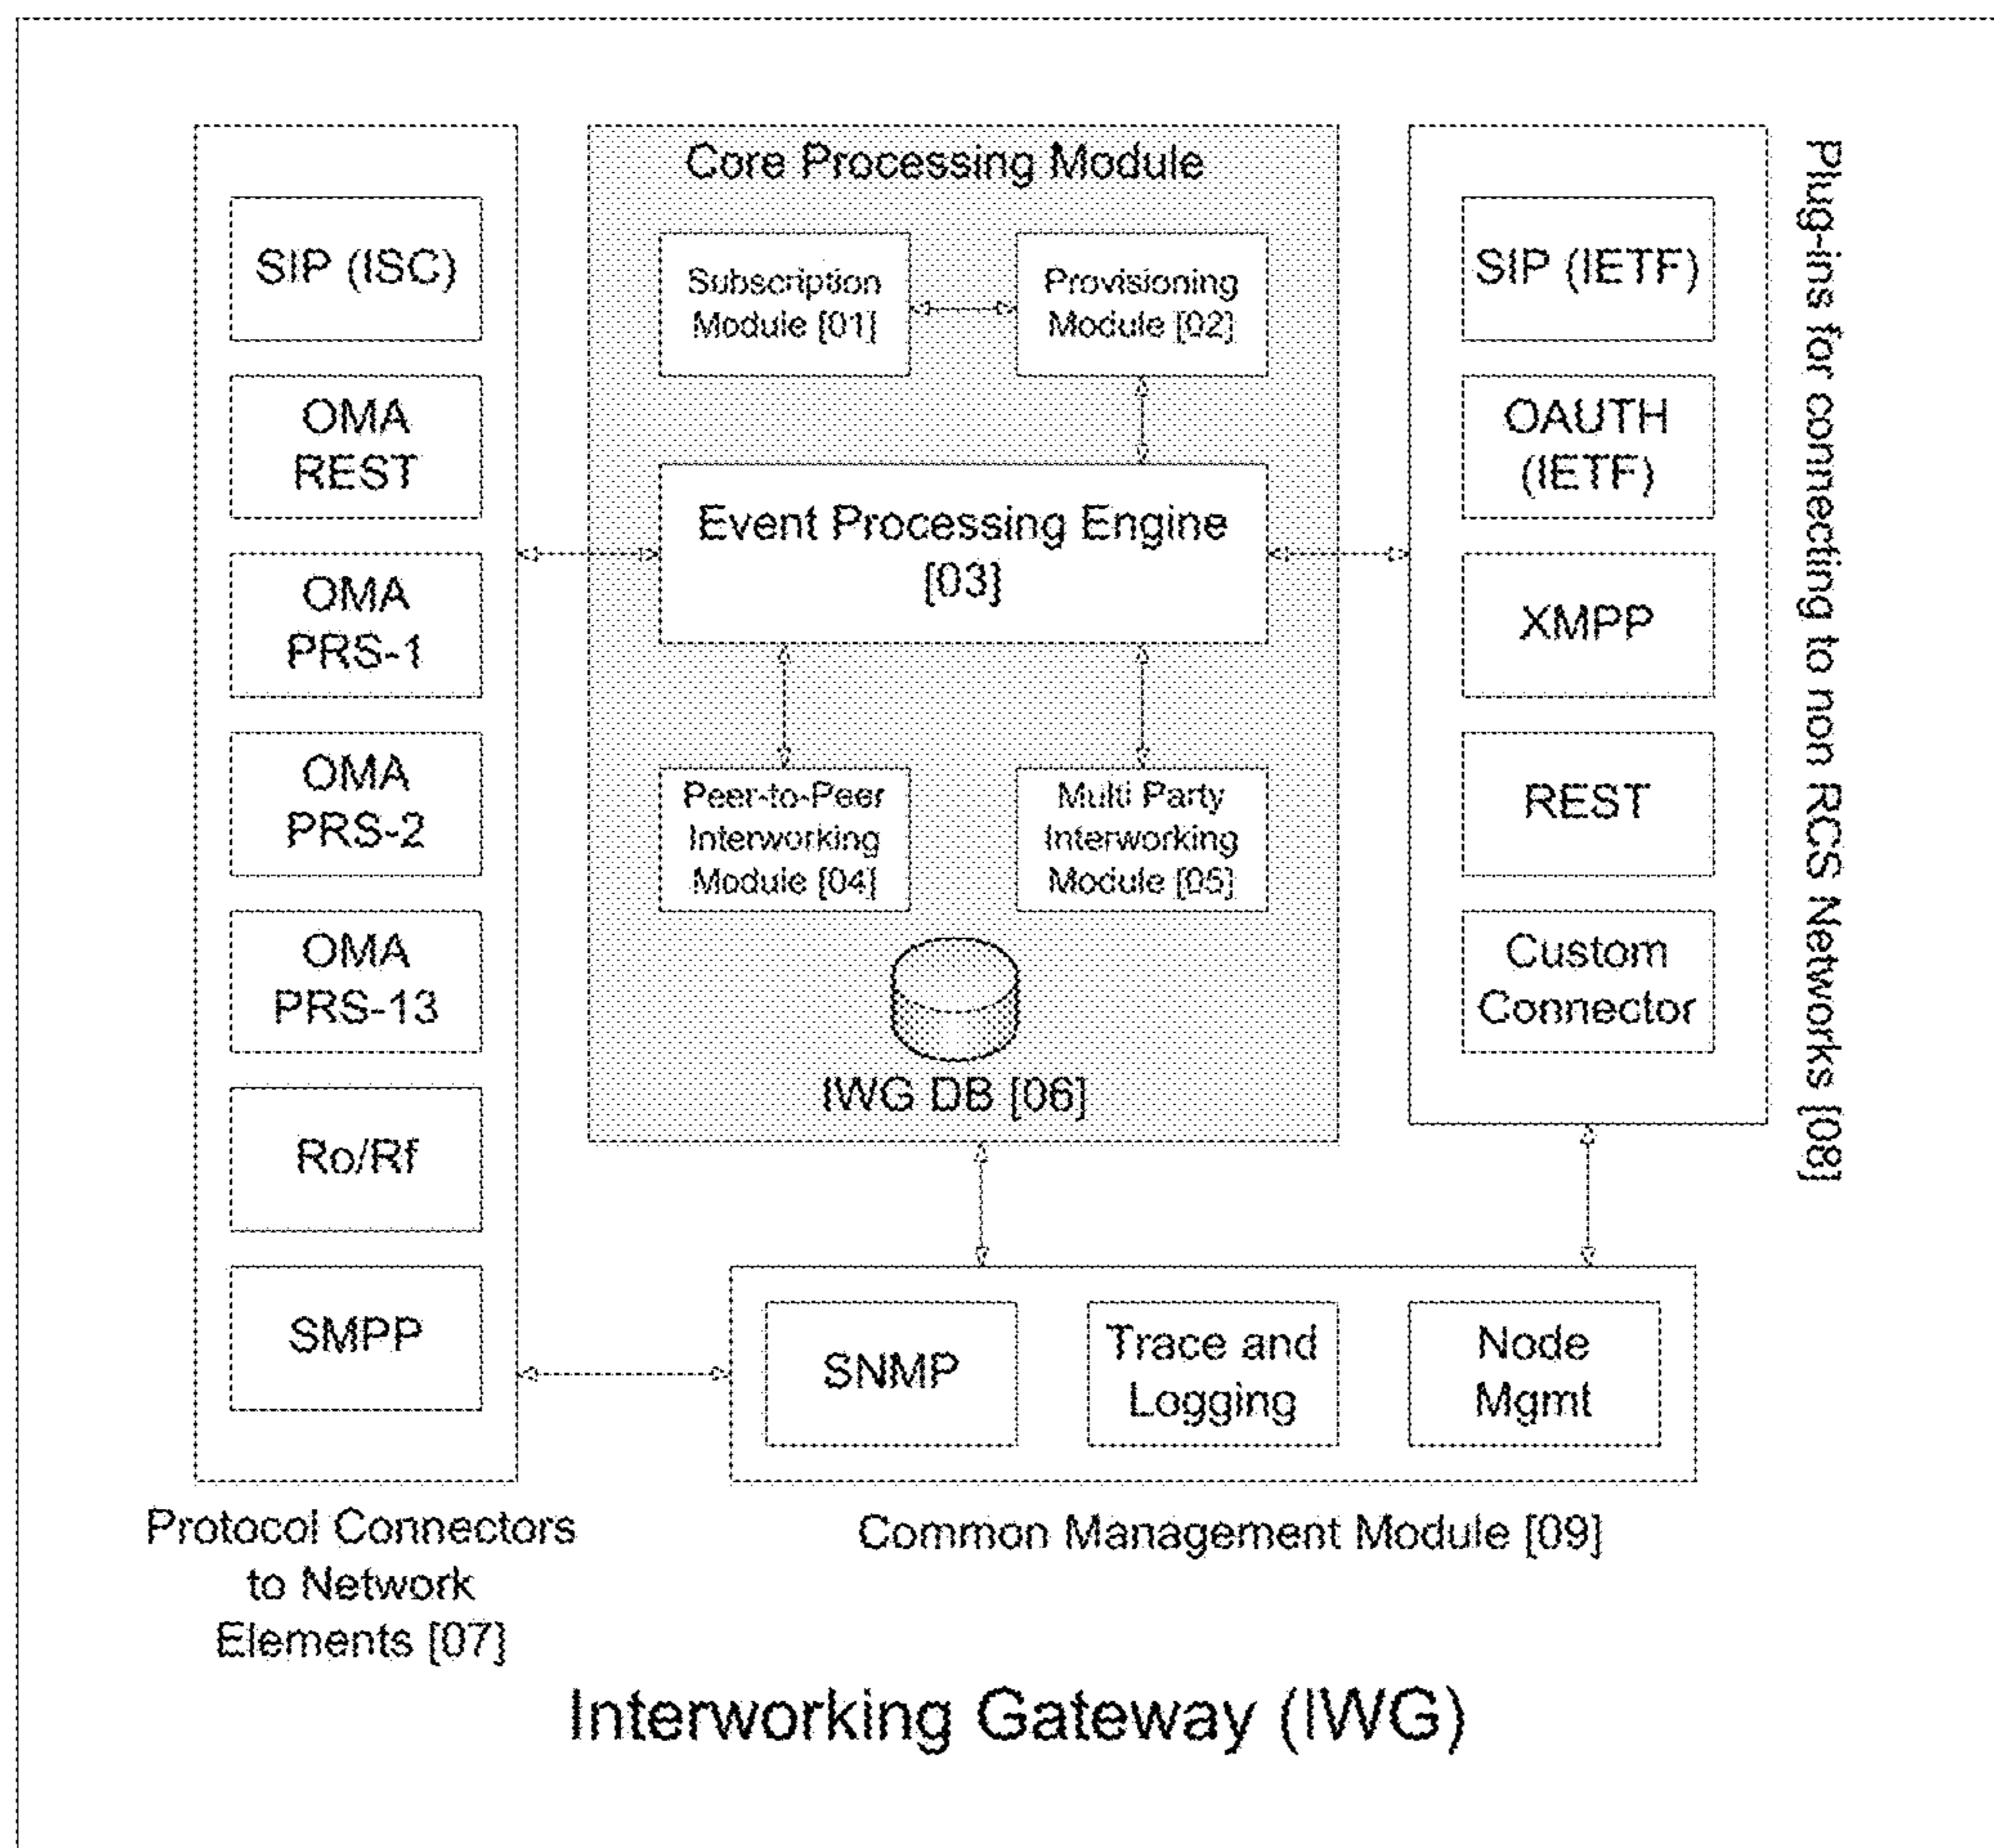 SIP (ISC)
OMA
REST
OMA
PRS-1
OMA
PRS-2
OMA
PRS-13
Ro/Rf
SMPP
Protocol Connectors
to Network
Elements [07]
Core Processing Module
Subscription
Module [01]
Provisioning
Module [02]
Event Processing Engine
[03]
Peer-to-Peer
Interworking
Module [04]
Multi Party
Interworking
Module [05]
IWG DB [06]
SIP (IETF)
OAUTH
(IETF)
XMPP
REST
Custom
Connector
Plug-ins for connecting to non RCS Networks [08]
SNMP
Trace and
Logging
Node
Mgmt
Common Management Module [09]
Interworking Gateway (IWG)